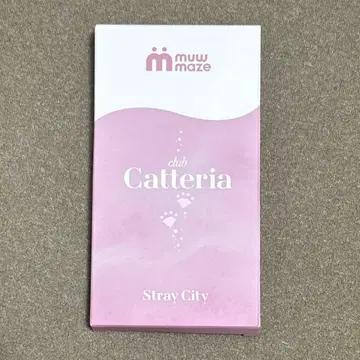 muw
maze
club
Catteria
Stray City